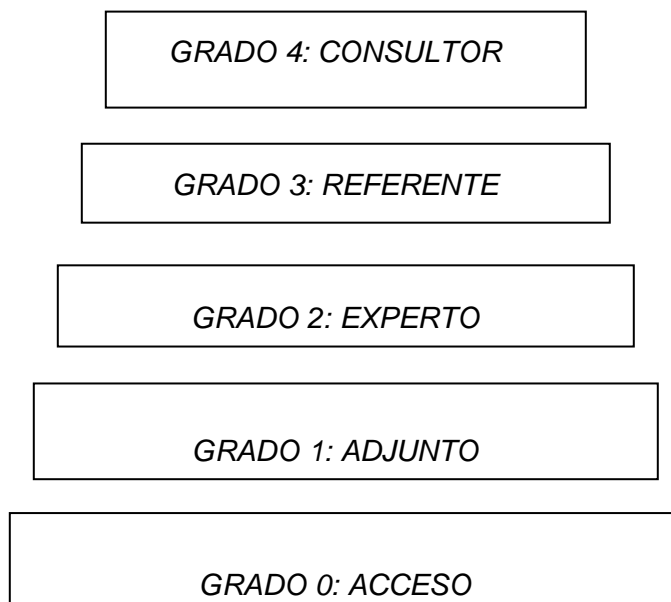 GRADO 4: CONSULTOR
GRADO 3: REFERENTE
GRADO 2: EXPERTO
GRADO 1: ADJUNTO
GRADO 0: ACCESO